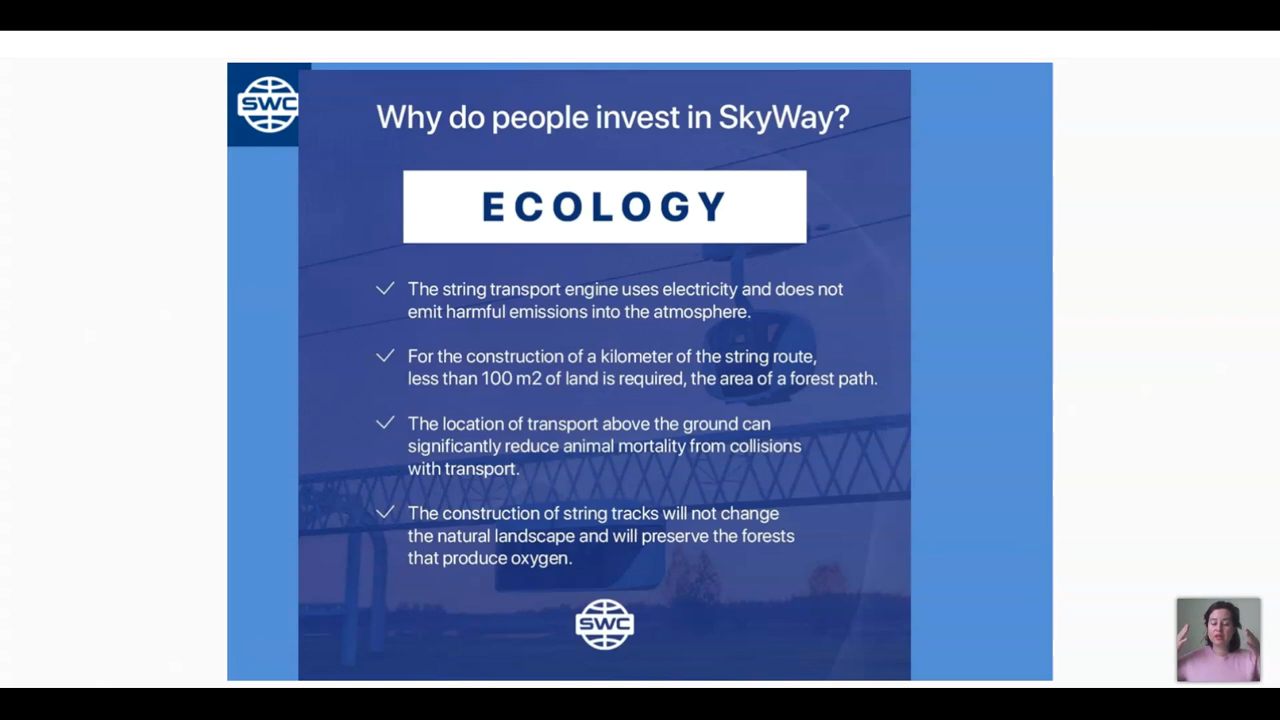 SWC
Why do people invest in SkyWay?
ECOLOGY
The string transport engine uses electricity and does not
emit harmful emissions into the atmosphere.
For the construction of a kilometer of the string route,
less than 100 m2 of land is required, the area of a forest path.
The location of transport above the ground can
significantly reduce animal mortality from collisions
with transport.
The construction of string tracks will not change
the natural landscape and will preserve the forests
that produce oxygen.
SWC